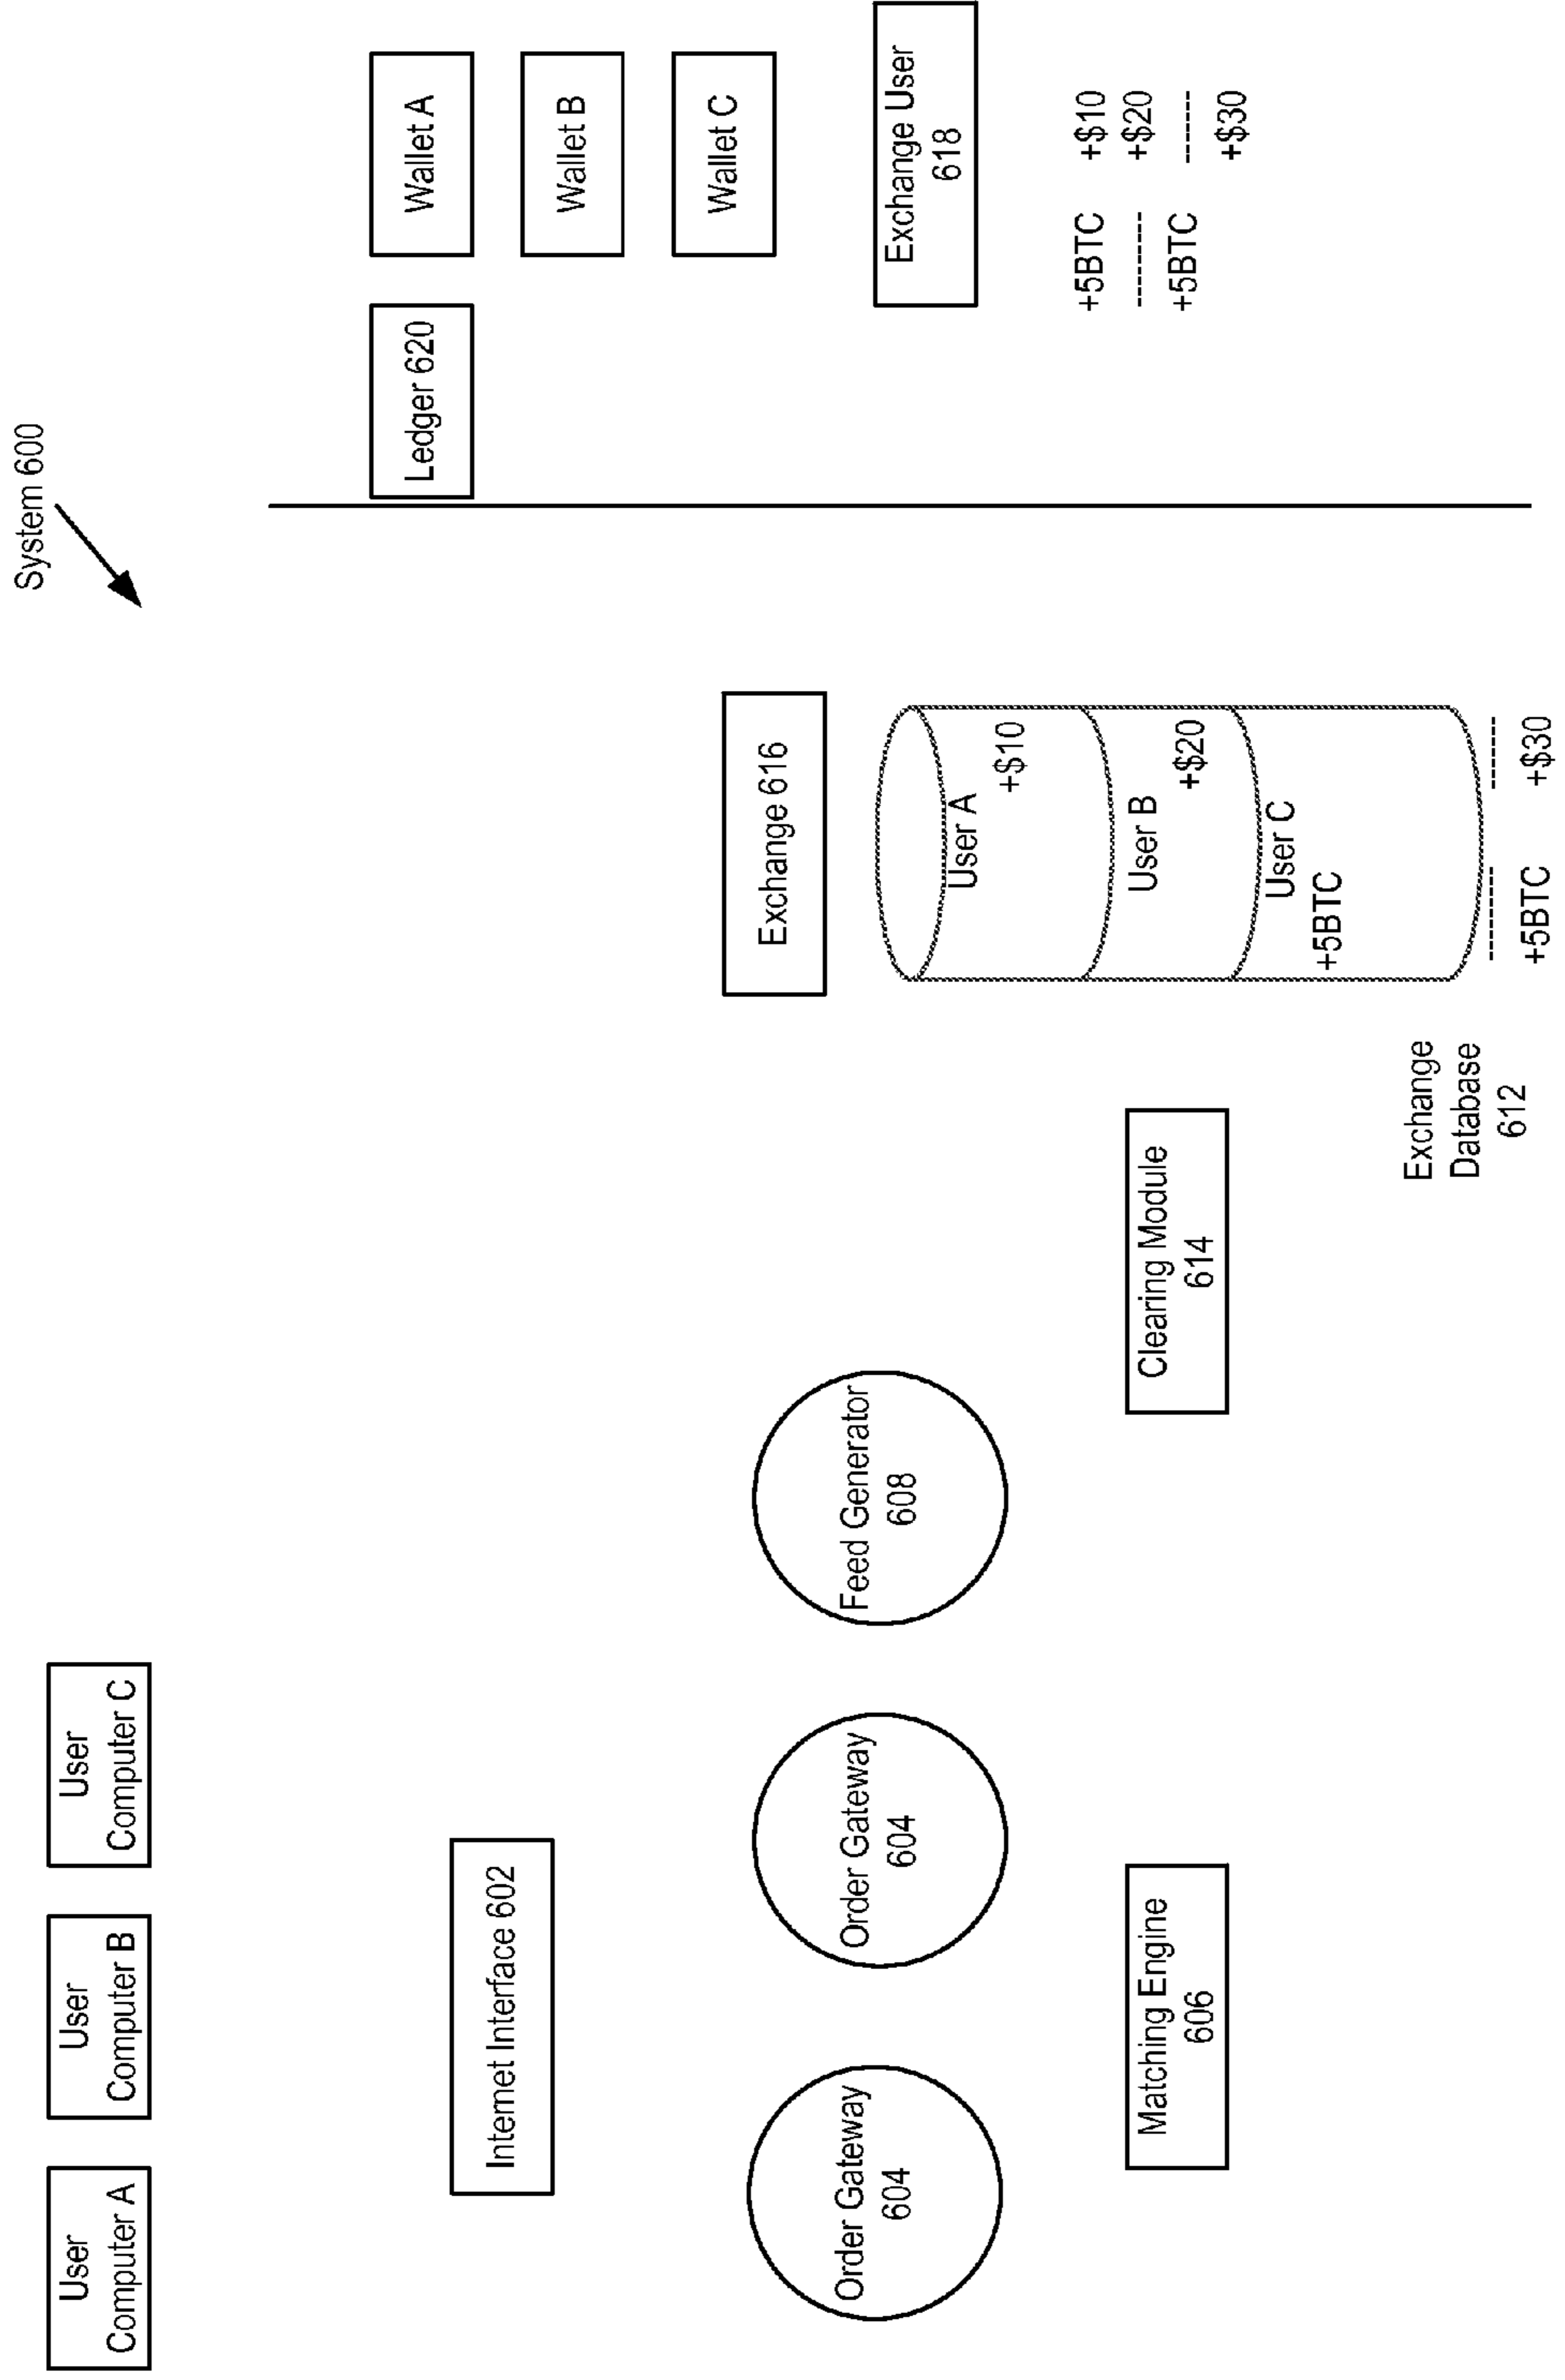 System 600
User
Computer A
User
Computer B
User
Computer C
Internet Interface 602
Order Gateway
604
Order Gateway
604
Feed Generator
608
Matching Engine
606
Clearing Module
614
Exchange 616
User A
+$10
User B
+$20
User C
+5BTC
+5BTC
+$30
Exchange
Database
612
Ledger 620
Wallet A
Wallet B
Wallet C
Exchange User
618
+5BTC
+$10
+$20
+5BTC
+$30